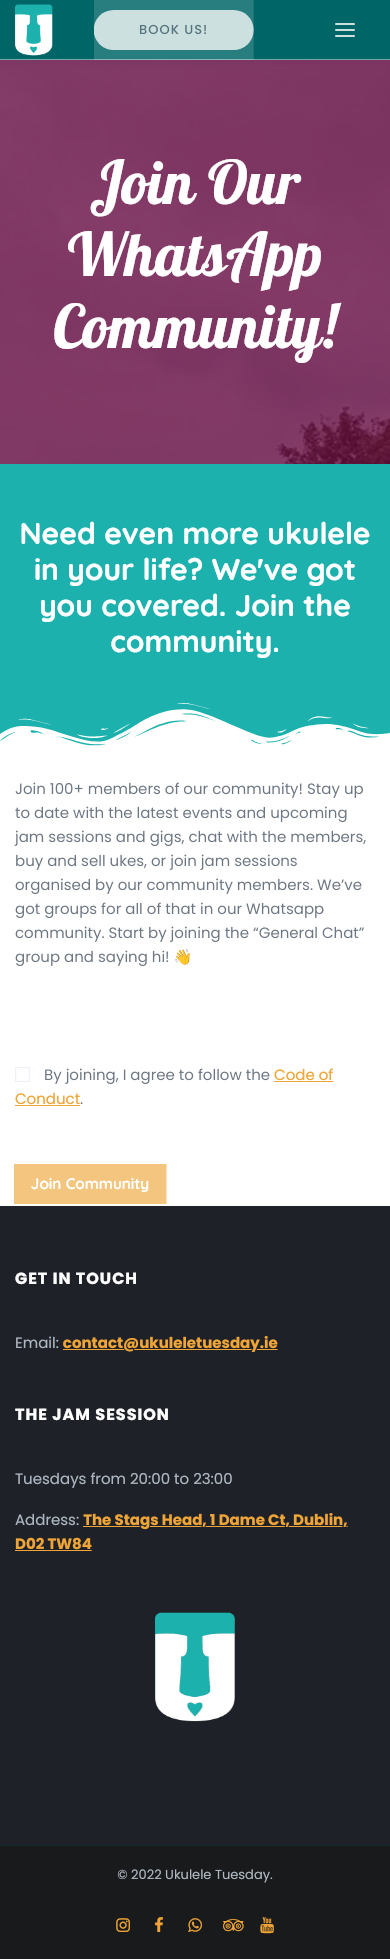 BOOK US!
Join Our
WhatsApp
Community!
Need even more ukulele
in your life? We've got
you covered. Join the
community.
Join 100+ members of our community! Stay up
to date with the latest events and upcoming
jam sessions and gigs, chat with the members,
buy and sell ukes, or join jam sessions
organised by our community members. We’ve
got groups for all of that in our Whatsapp
community. Start by joining the “General Chat”
group and saying hi! 👋
By joining, I agree to follow the Code of
Conduct.
Join Community
GET IN TOUCH
Email: contact@ukuleletuesday.ie
THE JAM SESSION
Tuesdays from 20:00 to 23:00
Address: The Stags Head, 1 Dame Ct, Dublin,
D02 TW84
© 2022 Ukulele Tuesday.
You
Tube